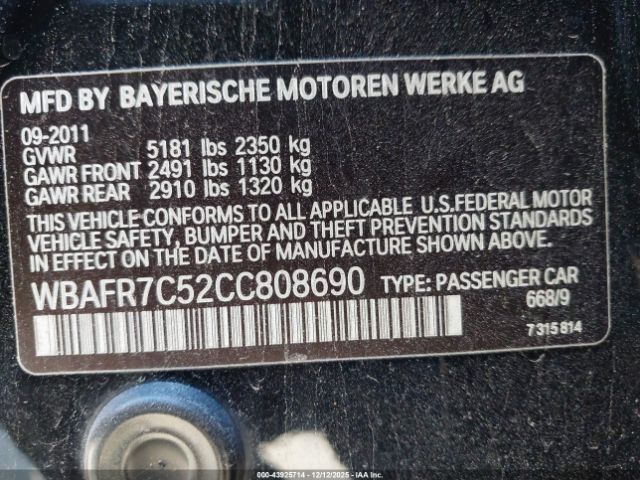 MFD BY BAYERISCHE MOTOREN WERKE AG
09-2011
GVWR 5181 lbs 2350 kg
GAWR FRONT 2491 lbs 1130 kg
GAWR REAR 2910 lbs 1320 kg
THIS VEHICLE CONFORMS TO ALL APPLICABLE U.S.FEDERAL MOTOR
VEHICLE SAFETY, BUMPER AND THEFT PREVENTION STANDARDS
IN EFFECT ON THE DATE OF MANUFACTURE SHOWN ABOVE.
WBAFR7C52CC808690 TYPE: PASSENGER CAR
668/9
7 315 814
000-43925714 | 12/12/2025 | IAA Inc.